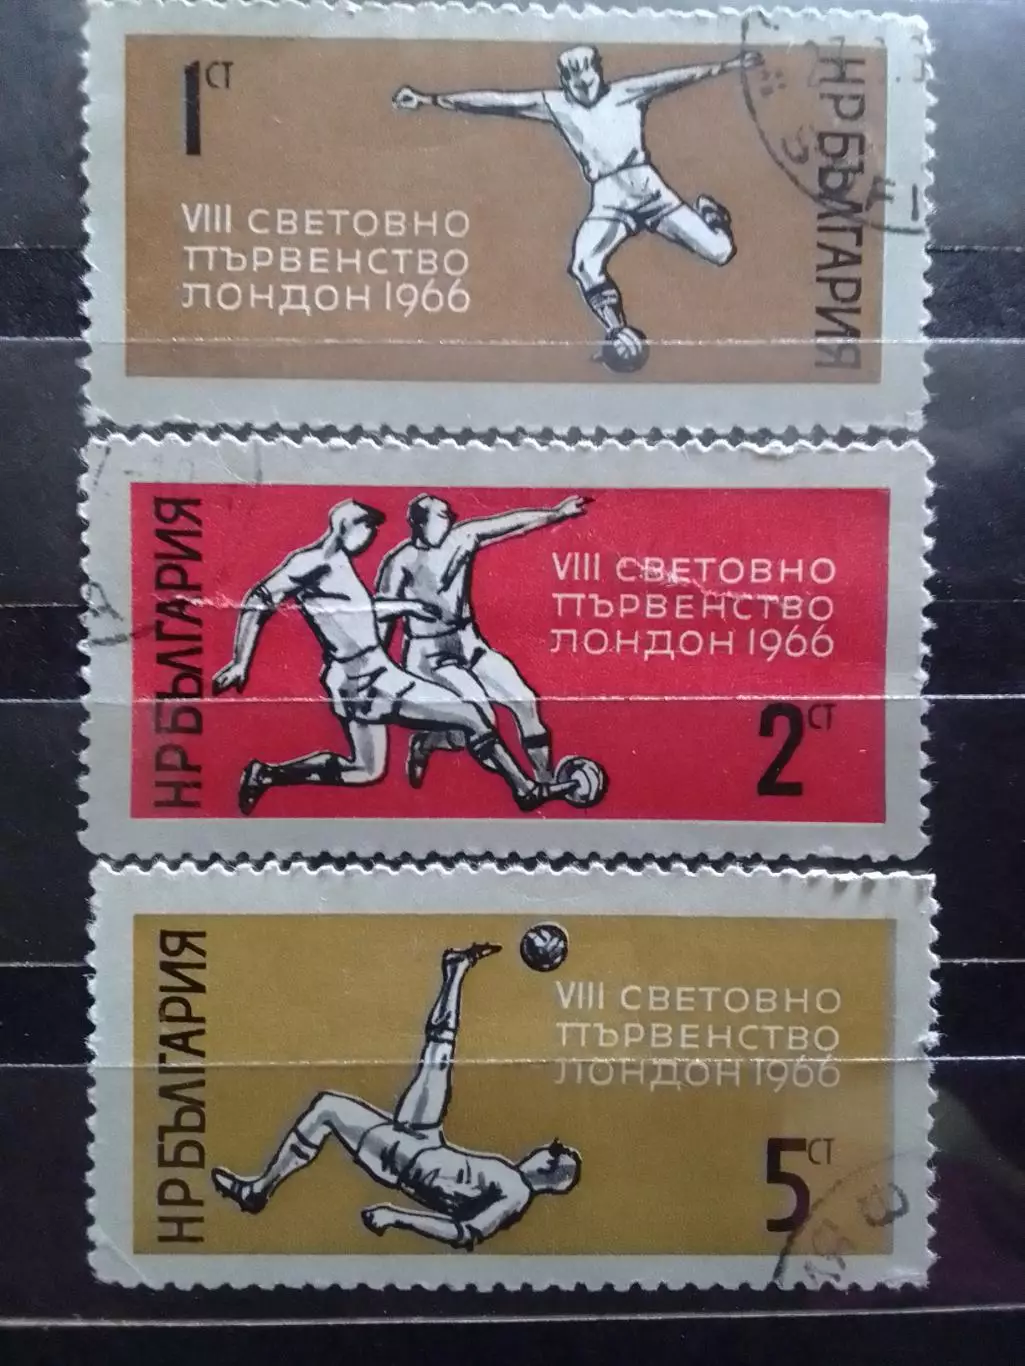 1 СТ
VIII СВЕТОВНО
ПЪРВЕНСТВО
ЛОНДОН 1966
НР БЪЛГАРИЯ
НР БЪЛГАРИЯ
VIII СВЕТОВНО
ПЪРВЕНСТВО
ЛОНДОН 1966
2 СТ
НР БЪЛГАРИЯ
VIII СВЕТОВНО
ПЪРВЕНСТВО
ЛОНДОН 1966
5 СТ